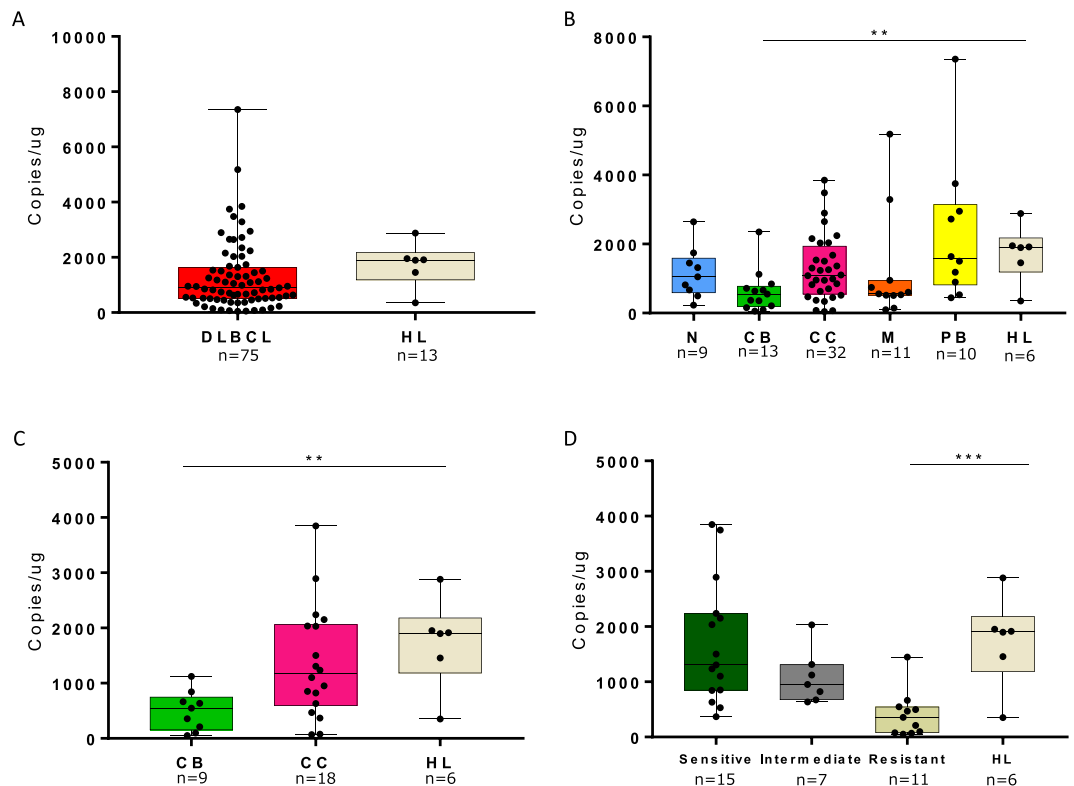 A
10000
8000
6000
4000
2000
0
Copies/ug
DLBCL
HL
n=75
n=13
B
8000
6000
4000
2000
0
Copies/ug
**
N
CB
CC
M
PB
HL
n=9
n=13
n=32
n=11
n=10
n=6
C
5000
4000
3000
2000
1000
0
Copies/ug
**
CB
CC
HL
n=9
n=18
n=6
D
5000
4000
3000
2000
1000
0
Copies/ug
***
Sensitive
Intermediate
Resistant
HL
n=15
n=7
n=11
n=6